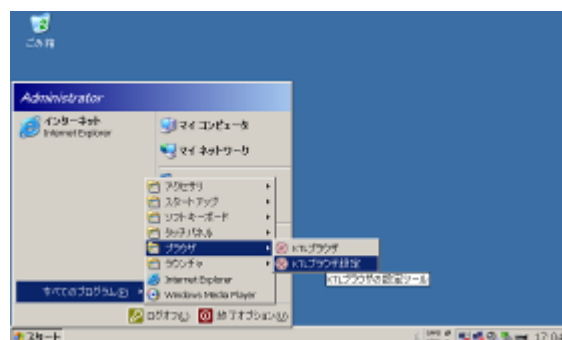 ごみ箱
Administrator
インターネット
Internet Explorer
マイ コンピュータ
マイ ネットワーク
アクセサリ
スタートアップ
ソフトキーボード
タッチパネル
ブラウザ
ランチャ
Internet Explorer
Windows Media Player
KTLブラウザ
KTLブラウザ設定
KTLブラウザの設定ツール
すべてのプログラム(P)
ログオフ(L)
終了オプション(U)
スタート
17:04